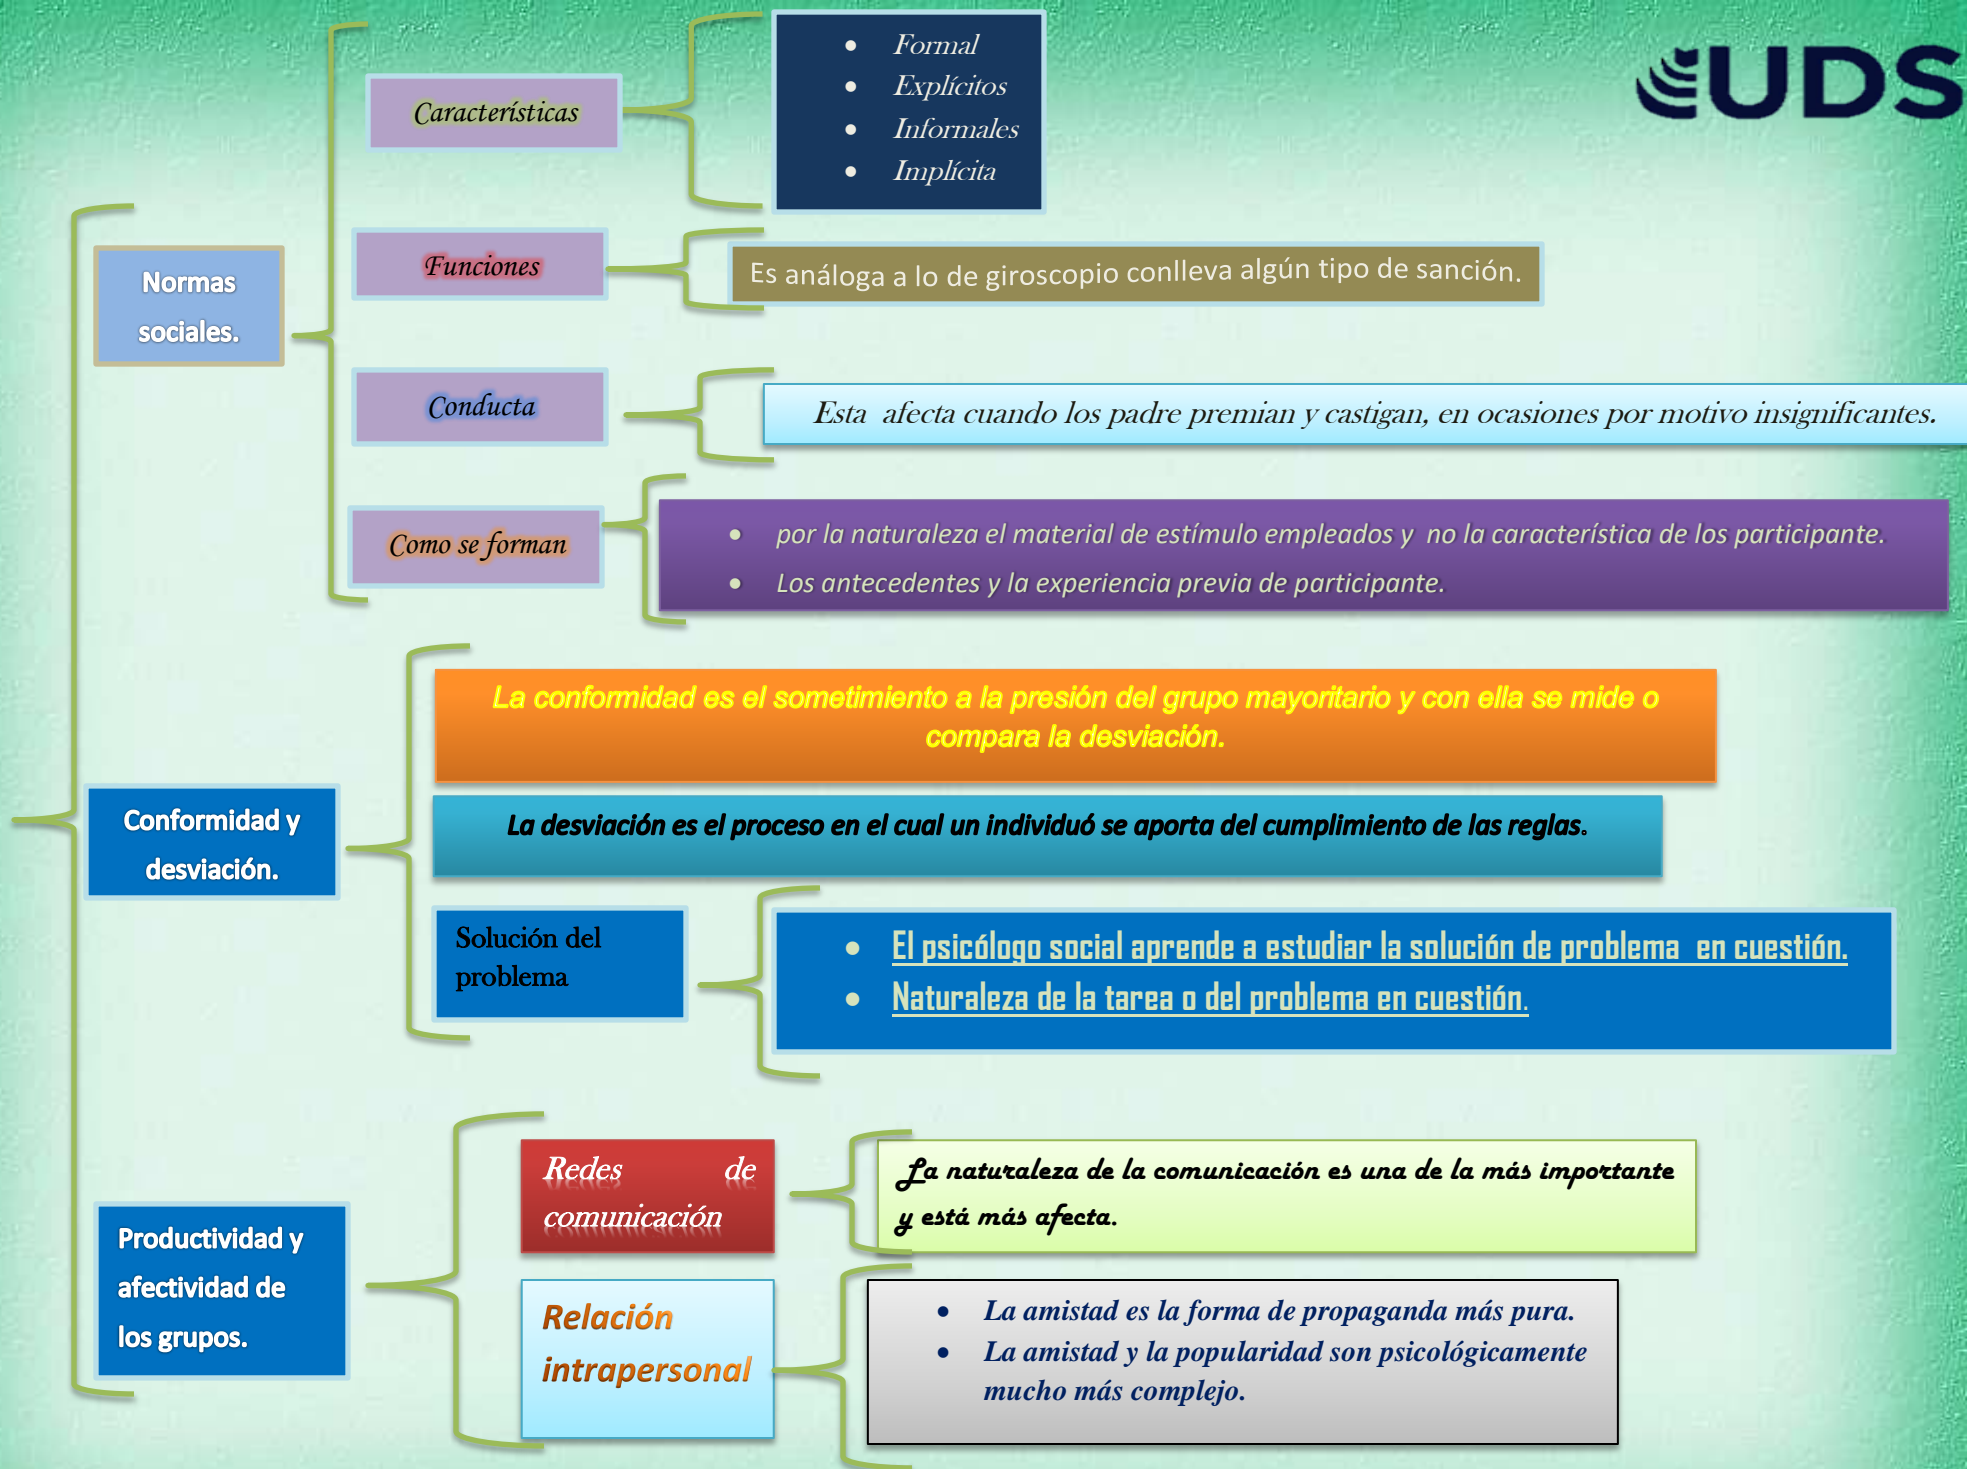 UDS
Características
• Formal
• Explícitos
• Informales
• Implícita
Normas
sociales.
Funciones
Es análoga a lo de giroscopio conlleva algún tipo de sanción.
Conducta
Esta afecta cuando los padre premian y castigan, en ocasiones por motivo insignificantes.
Como se forman
• por la naturaleza el material de estímulo empleados y no la característica de los participante.
• Los antecedentes y la experiencia previa de participante.
Conformidad y
desviación.
La conformidad es el sometimiento a la presión del grupo mayoritario y con ella se mide o
compara la desviación.
La desviación es el proceso en el cual un individuó se aporta del cumplimiento de las reglas.
Solución del
problema
• El psicólogo social aprende a estudiar la solución de problema en cuestión.
• Naturaleza de la tarea o del problema en cuestión.
Productividad y
afectividad de
los grupos.
Redes de
comunicación
La naturaleza de la comunicación es una de la más importante
y está más afecta.
Relación
intrapersonal
• La amistad es la forma de propaganda más pura.
• La amistad y la popularidad son psicológicamente
mucho más complejo.